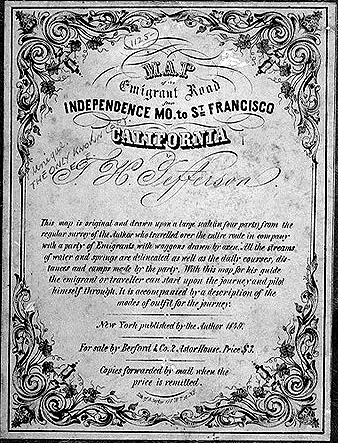 1125
MAP
of the
Emigrant Road
from
INDEPENDENCE MO. to ST. FRANCISCO
CALIFORNIA
THE ONLY KNOWN
T. H. Jefferson.
This map is original and drawn upon a large scale (in four parts) from the
regular survey of the Author who travelled over the entire route in company
with a party of Emigrants, with waggons drawn by oxen. All the streams
of water and springs are delineated as well as the daily courses, dis-
tances and camps made by the party. With this map for his guide
the emigrant or traveller can start upon the journey and pilot
himself through. It is accompanied by a description of the
modes of outfit for the journey.
New York published by the Author 1849.
For sale by Berford & Co. 2. Astor House. Price $3.
Copies forwarded by mail when the
price is remitted.